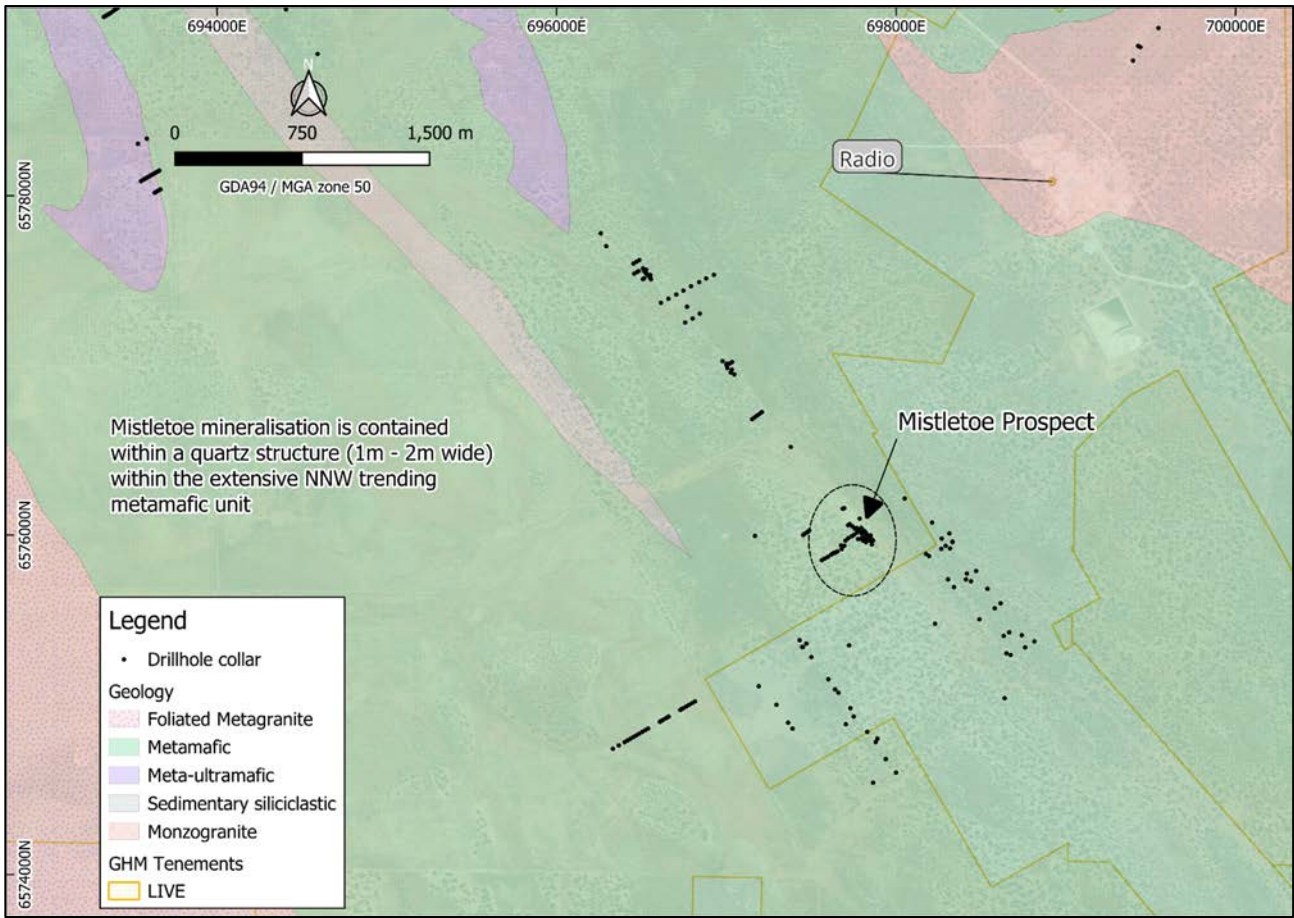 694000E
696000E
698000E
700000E
N
0
750
1,500 m
GDA94 / MGA zone 50
Radio
6578000N
Mistletoe Prospect
Mistletoe mineralisation is contained
within a quartz structure (1m - 2m wide)
within the extensive NNW trending
metamafic unit
6576000N
Legend
Drillhole collar
Geology
Foliated Metagranite
Metamafic
Meta-ultramafic
Sedimentary siliciclastic
Monzogranite
GHM Tenements
LIVE
6574000N